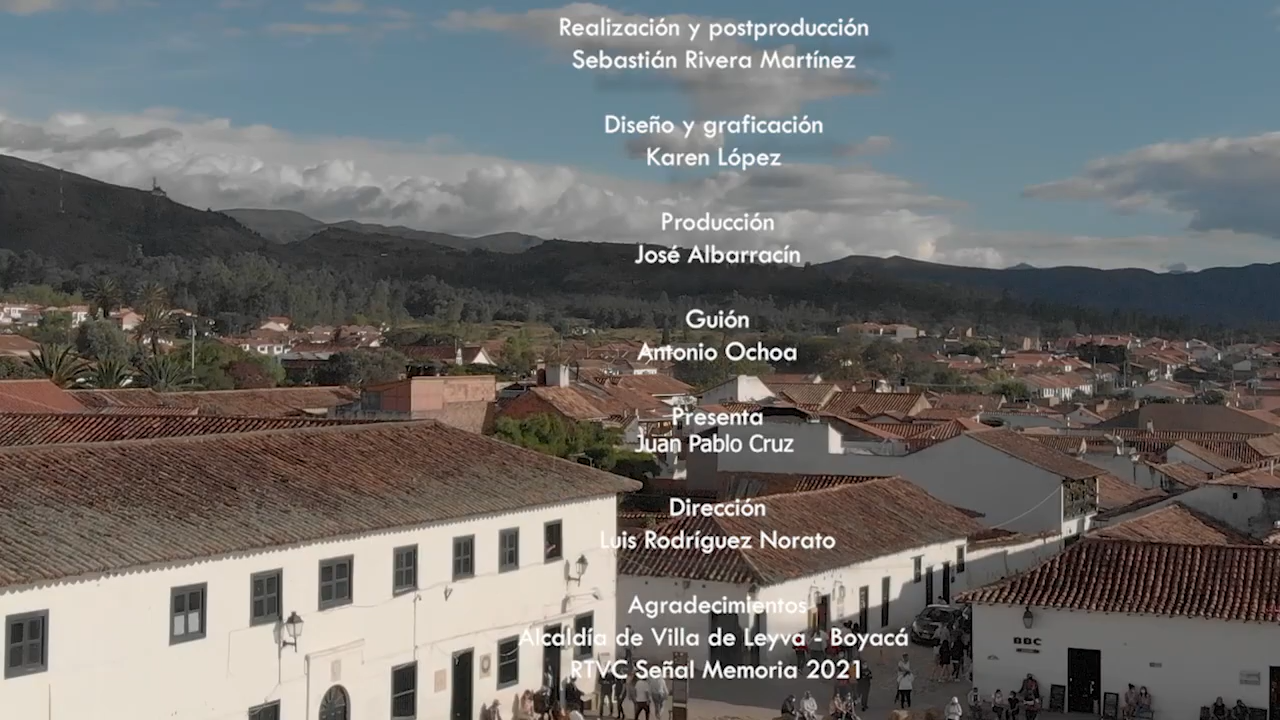 Realización y postproducción
Sebastián Rivera Martínez
Diseño y graficación
Karen López
Producción
José Albarracín
Guión
Antonio Ochoa
Presenta
Juan Pablo Cruz
Dirección
Luis Rodríguez Norato
Agradecimientos
Alcaldía de Villa de Leyva - Boyacá
RTVC Señal Memoria 2021
BBC